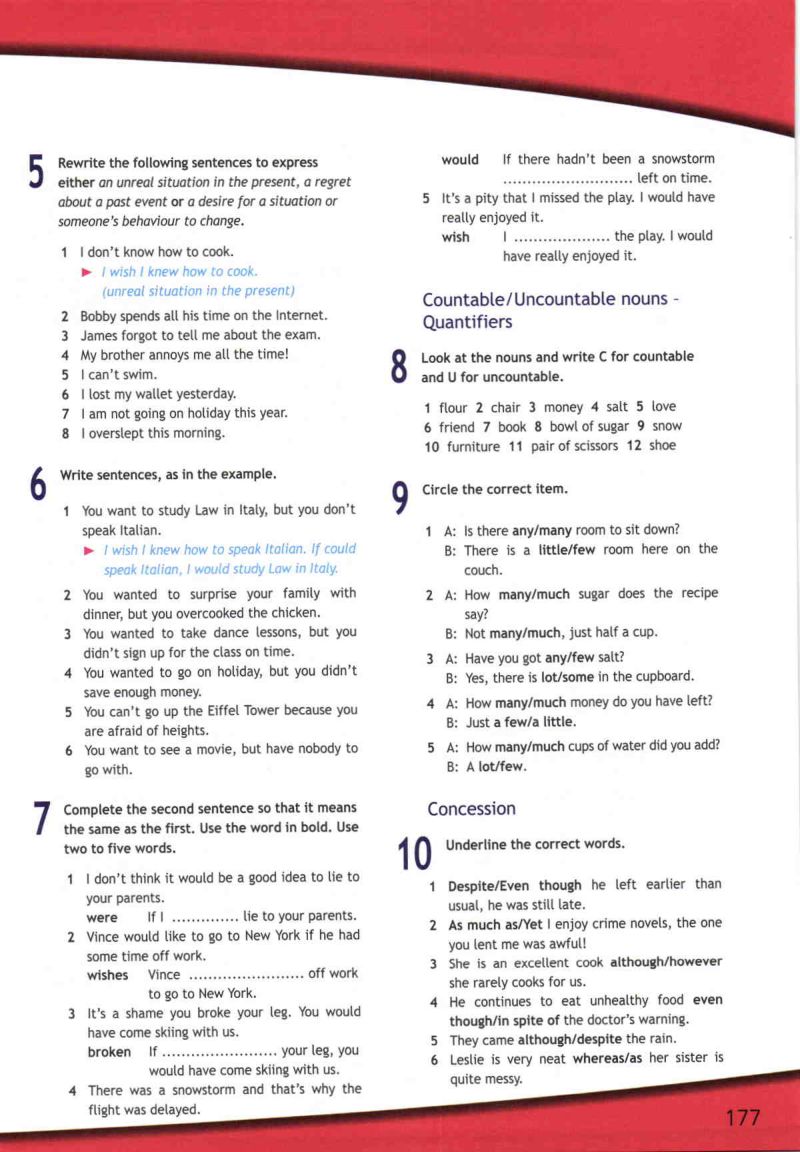 5 Rewrite the following sentences to express
either an unreal situation in the present, a regret
about a past event or a desire for a situation or
someone's behaviour to change.
1 I don't know how to cook.
► I wish I knew how to cook.
(unreal situation in the present)
2 Bobby spends all his time on the Internet.
3 James forgot to tell me about the exam.
4 My brother annoys me all the time!
5 I can't swim.
6 I lost my wallet yesterday.
7 I am not going on holiday this year.
8 I overslept this morning.
6 Write sentences, as in the example.
1 You want to study Law in Italy, but you don't
speak Italian.
► I wish I knew how to speak Italian. If could
speak Italian, I would study Law in Italy.
2 You wanted to surprise your family with
dinner, but you overcooked the chicken.
3 You wanted to take dance lessons, but you
didn't sign up for the class on time.
4 You wanted to go on holiday, but you didn't
save enough money.
5 You can't go up the Eiffel Tower because you
are afraid of heights.
6 You want to see a movie, but have nobody to
go with.
7 Complete the second sentence so that it means
the same as the first. Use the word in bold. Use
two to five words.
1 I don't think it would be a good idea to lie to
your parents.
were If I .............. lie to your parents.
2 Vince would like to go to New York if he had
some time off work.
wishes Vince ........................ off work
to go to New York.
3 It's a shame you broke your leg. You would
have come skiing with us.
broken If ........................ your leg, you
would have come skiing with us.
4 There was a snowstorm and that's why the
flight was delayed.
would If there hadn't been a snowstorm
........................... left on time.
5 It's a pity that I missed the play. I would have
really enjoyed it.
wish I .................... the play. I would
have really enjoyed it.
Countable/Uncountable nouns -
Quantifiers
8 Look at the nouns and write C for countable
and U for uncountable.
1 flour 2 chair 3 money 4 salt 5 love
6 friend 7 book 8 bowl of sugar 9 snow
10 furniture 11 pair of scissors 12 shoe
9 Circle the correct item.
1 A: Is there any/many room to sit down?
B: There is a little/few room here on the
couch.
2 A: How many/much sugar does the recipe
say?
B: Not many/much, just half a cup.
3 A: Have you got any/few salt?
B: Yes, there is lot/some in the cupboard.
4 A: How many/much money do you have left?
B: Just a few/a little.
5 A: How many/much cups of water did you add?
B: A lot/few.
Concession
10 Underline the correct words.
1 Despite/Even though he left earlier than
usual, he was still late.
2 As much as/Yet I enjoy crime novels, the one
you lent me was awful!
3 She is an excellent cook although/however
she rarely cooks for us.
4 He continues to eat unhealthy food even
though/in spite of the doctor's warning.
5 They came although/despite the rain.
6 Leslie is very neat whereas/as her sister is
quite messy.
177